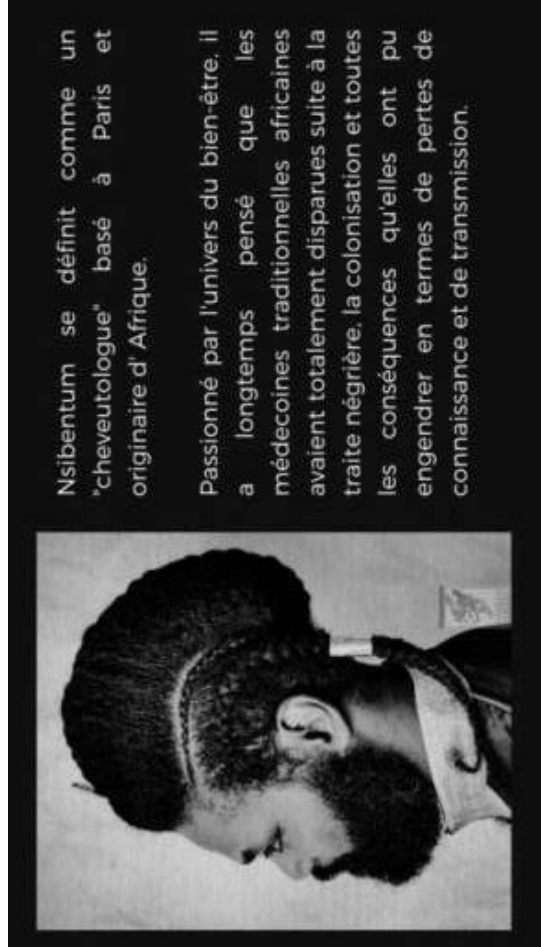 Nsibentum se définit comme un
"cheveutologue" basé à Paris et
originaire d' Afrique.
Passionné par l'univers du bien-être, il
a longtemps pensé que les
médecoines traditionnelles africaines
avaient totalement disparues suite à la
traite négrière, la colonisation et toutes
les conséquences qu'elles ont pu
engendrer en termes de pertes de
connaissance et de transmission.